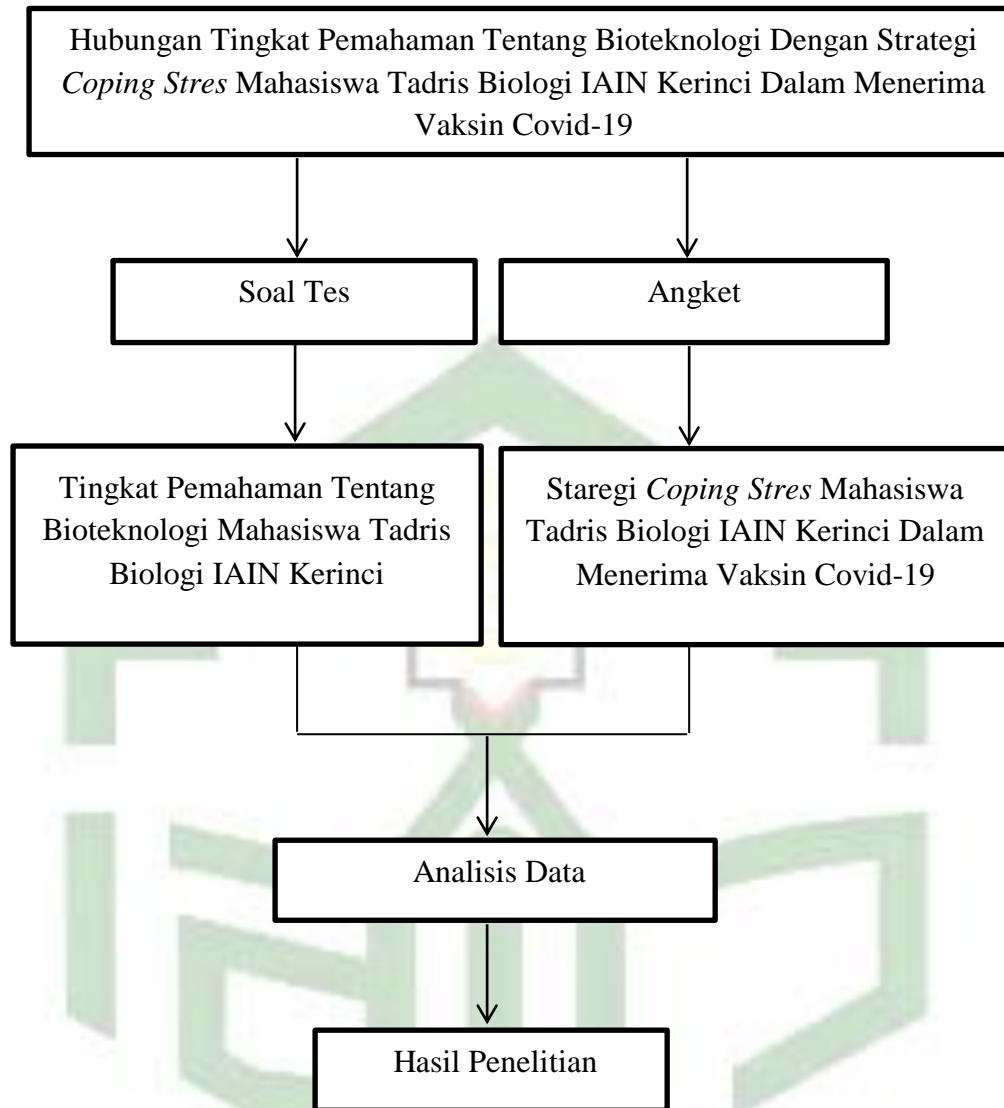 Hubungan Tingkat Pemahaman Tentang Bioteknologi Dengan Strategi
Coping Stres Mahasiswa Tadris Biologi IAIN Kerinci Dalam Menerima
Vaksin Covid-19
Soal Tes
Angket
Tingkat Pemahaman Tentang
Bioteknologi Mahasiswa Tadris
Biologi IAIN Kerinci
Staregi Coping Stres Mahasiswa
Tadris Biologi IAIN Kerinci Dalam
Menerima Vaksin Covid-19
Analisis Data
Hasil Penelitian